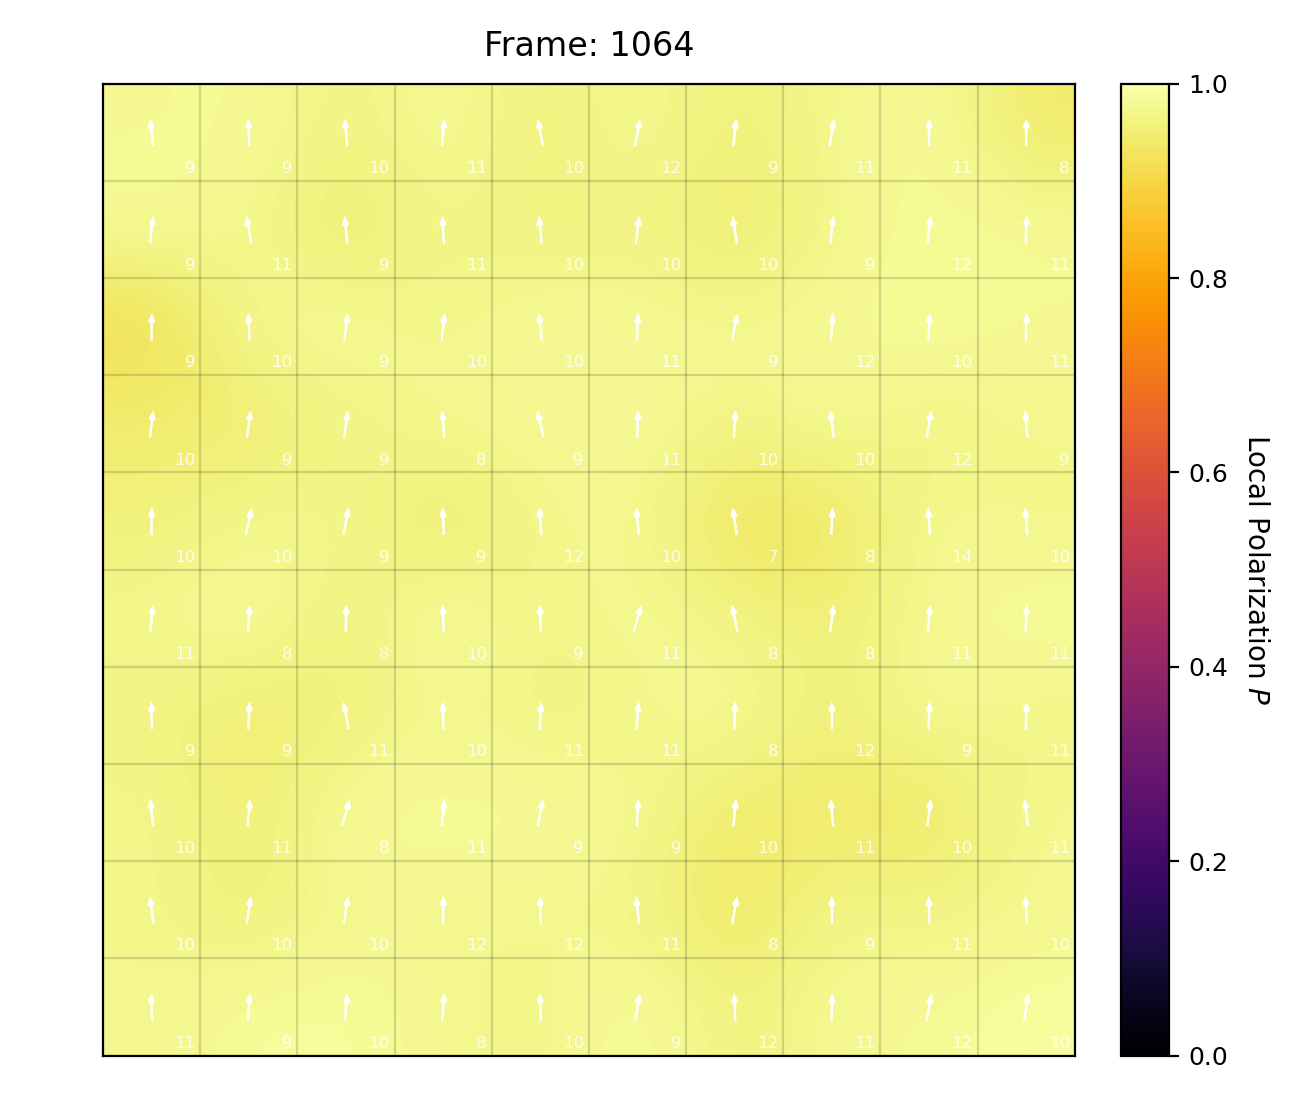 Frame: 1064
9 9 10 11 10 12 9 11 11 8
9 11 9 11 10 10 10 9 12 11
9 10 9 10 10 11 9 12 10 11
10 9 9 8 9 11 10 10 12 9
10 10 9 9 12 10 7 8 14 10
11 8 8 10 9 11 8 8 11 11
9 9 11 10 11 11 8 12 9 11
10 11 8 11 9 9 10 11 10 11
10 10 10 12 12 11 8 9 11 10
11 9 10 8 10 9 12 11 12 10
1.0
0.8
0.6
0.4
0.2
0.0
Local Polarization P